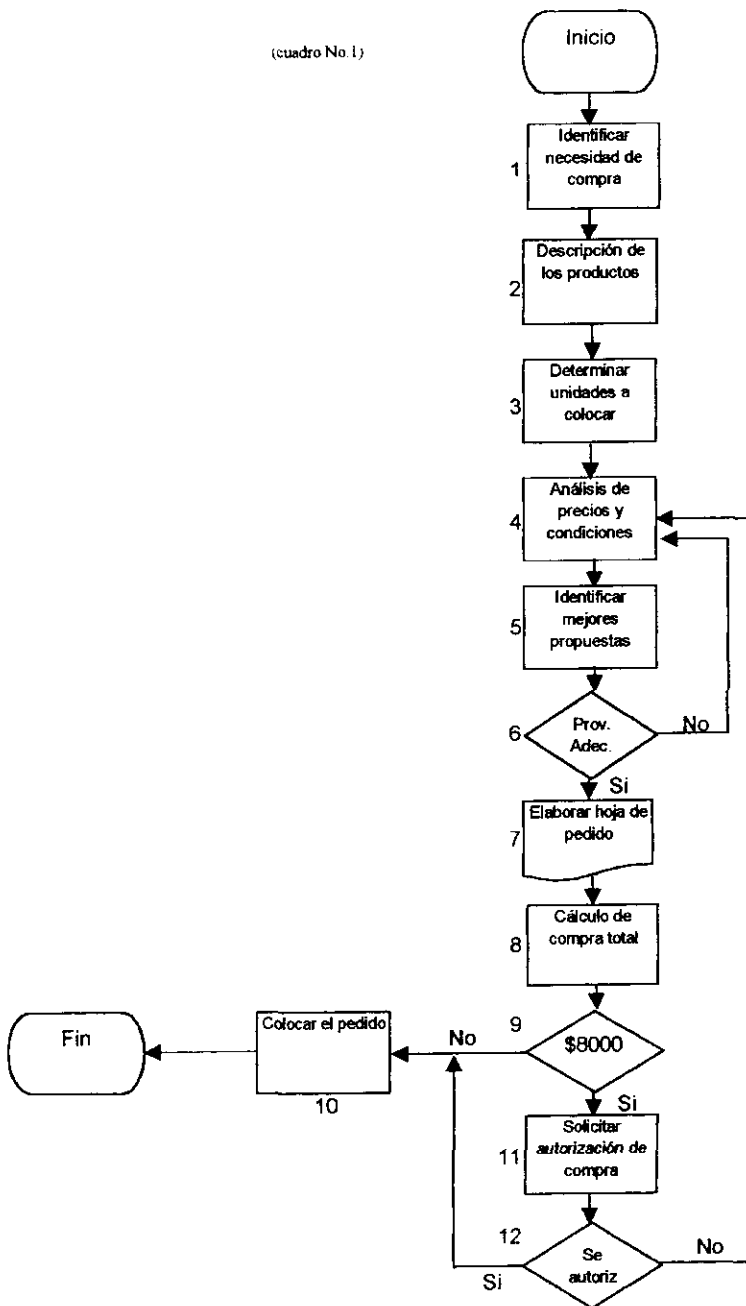 (cuadro No.1)
Inicio
1
Identificar
necesidad de
compra
2
Descripción de
los productos
3
Determinar
unidades a
colocar
4
Análisis de
precios y
condiciones
5
Identificar
mejores
propuestas
6
Prov.
Adec.
No
Si
7
Elaborar hoja de
pedido
8
Cálculo de
compra total
9
$8000
No
Colocar el pedido
10
Fin
Si
11
Solicitar
autorización de
compra
12
Se
autoriz
No
Si